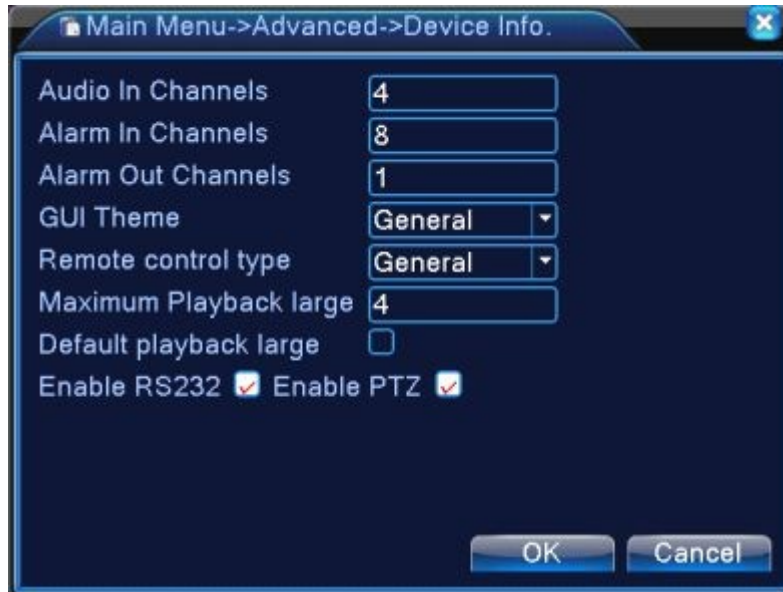 Main Menu->Advanced->Device Info.
Audio In Channels 4
Alarm In Channels 8
Alarm Out Channels 1
GUI Theme General
Remote control type General
Maximum Playback large 4
Default playback large
Enable RS232 Enable PTZ
OK Cancel